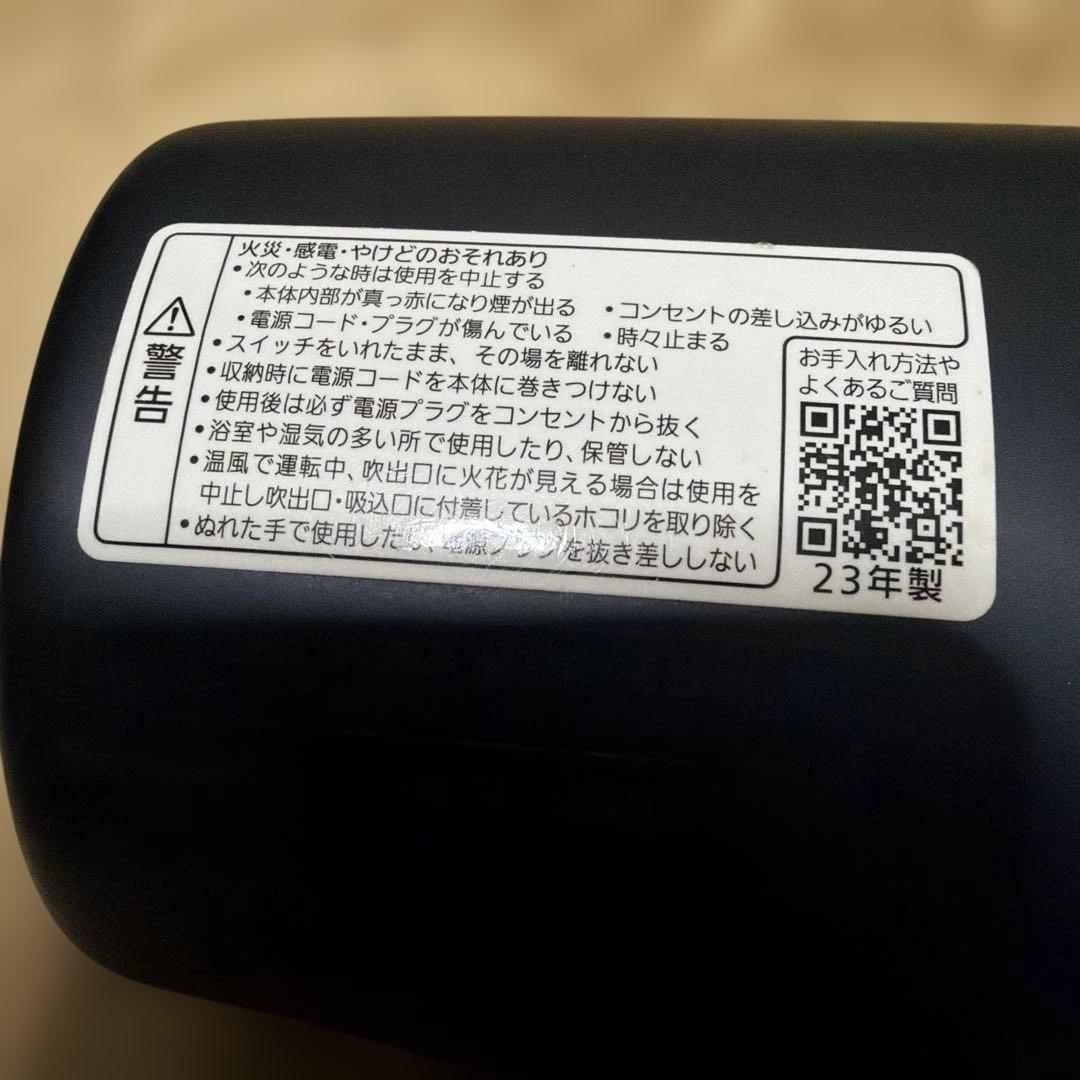 警告
火災・感電・やけどのおそれあり
•次のような時は使用を中止する
•本体内部が真っ赤になり煙が出る •コンセントの差し込みがゆるい
•電源コード・プラグが傷んでいる •時々止まる
•スイッチをいれたまま、その場を離れない
•収納時に電源コードを本体に巻きつけない
•使用後は必ず電源プラグをコンセントから抜く
•浴室や湿気の多い所で使用したり、保管しない
•温風で運転中、吹出口に火花が見える場合は使用を
中止し吹出口・吸込口に付着しているホコリを取り除く
•ぬれた手で使用したり、電源プラグを抜き差ししない
お手入れ方法や
よくあるご質問
23年製